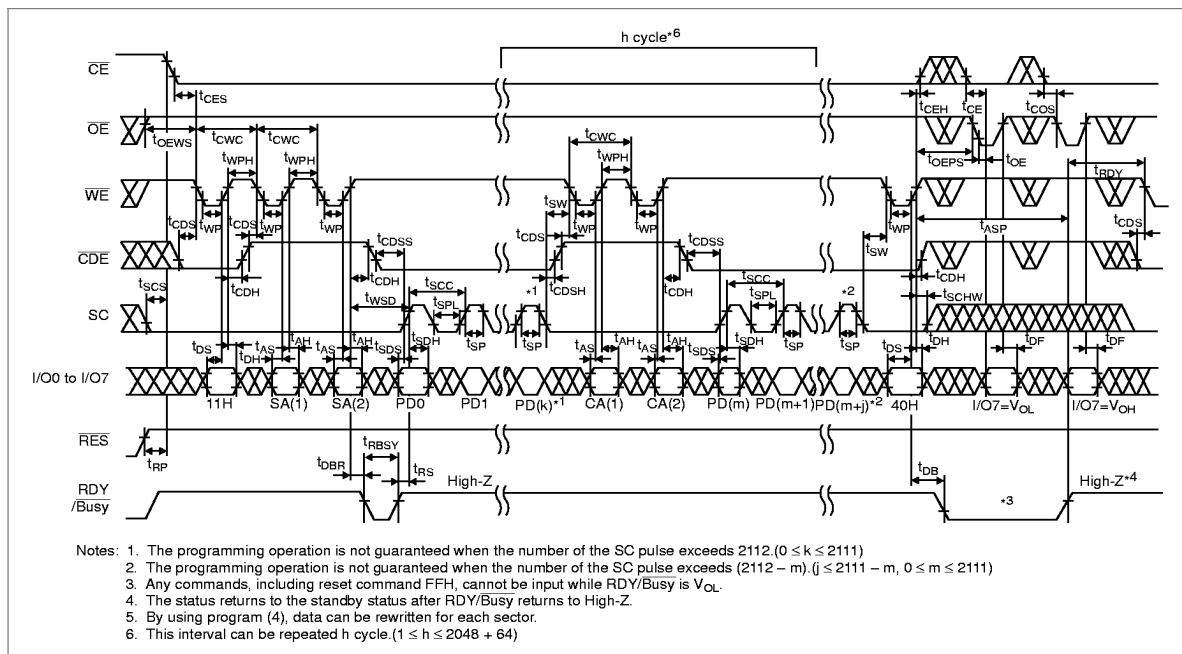 h cycle*6
CE
tCES tCEH tCE tCOS
OE
tOEWS tCWC tCWC tCWC tOEPS tOE
tWPH tWPH tWPH tRDY
WE
tCDS tWP tCDS tWP tWP tSW tCDS tWP tWP tSW tWP tASP tCDS
CDE
tCDH tCDSS tCDH tCDSH tCDH tCDSS tCDH
tSCS tWSD tSCC tSPL *1 tSCC tSPL *2 tSCHW
SC
tSP tSP tSP tSP
tDS tDH tAS tAH tAS tAH tSDS tSDH tAS tAH tAS tAH tSDS tSDH tDS tDH tDF tDF
I/O0 to I/O7
11H SA(1) SA(2) PD0 PD1 PD(k)*1 CA(1) CA(2) PD(m) PD(m+1) PD(m+j)*2 40H I/O7=VOL I/O7=VOH
RES
tRP tDBR tRBSY tRS tDB
RDY
/Busy
High-Z *3 High-Z*4
Notes: 1. The programming operation is not guaranteed when the number of the SC pulse exceeds 2112.(0 ≤ k ≤ 2111)
2. The programming operation is not guaranteed when the number of the SC pulse exceeds (2112 – m).(j ≤ 2111 - m, 0 ≤ m ≤ 2111)
3. Any commands, including reset command FFH, cannot be input while RDY/Busy is VOL.
4. The status returns to the standby status after RDY/Busy returns to High-Z.
5. By using program (4), data can be rewritten for each sector.
6. This interval can be repeated h cycle.(1 ≤ h ≤ 2048 + 64)